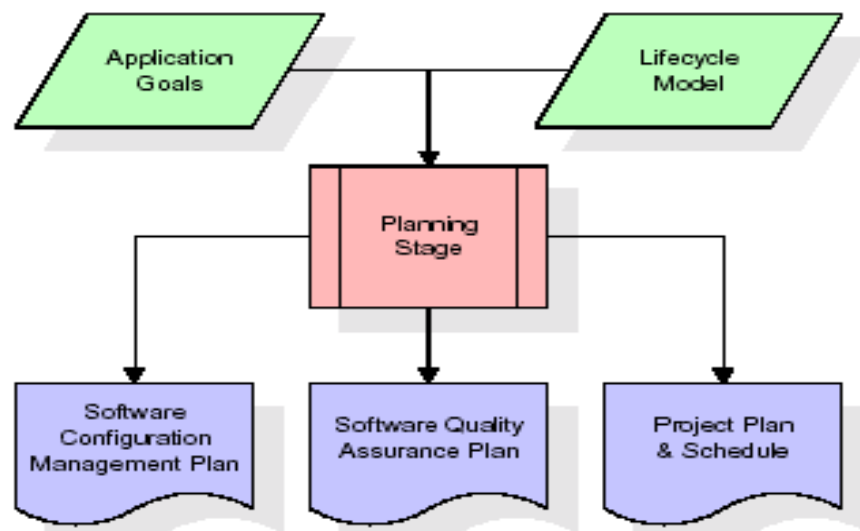 Application
Goals
Lifecycle
Model
Planning
Stage
Software
Configuration
Management Plan
Software Quality
Assurance Plan
Project Plan
& Schedule